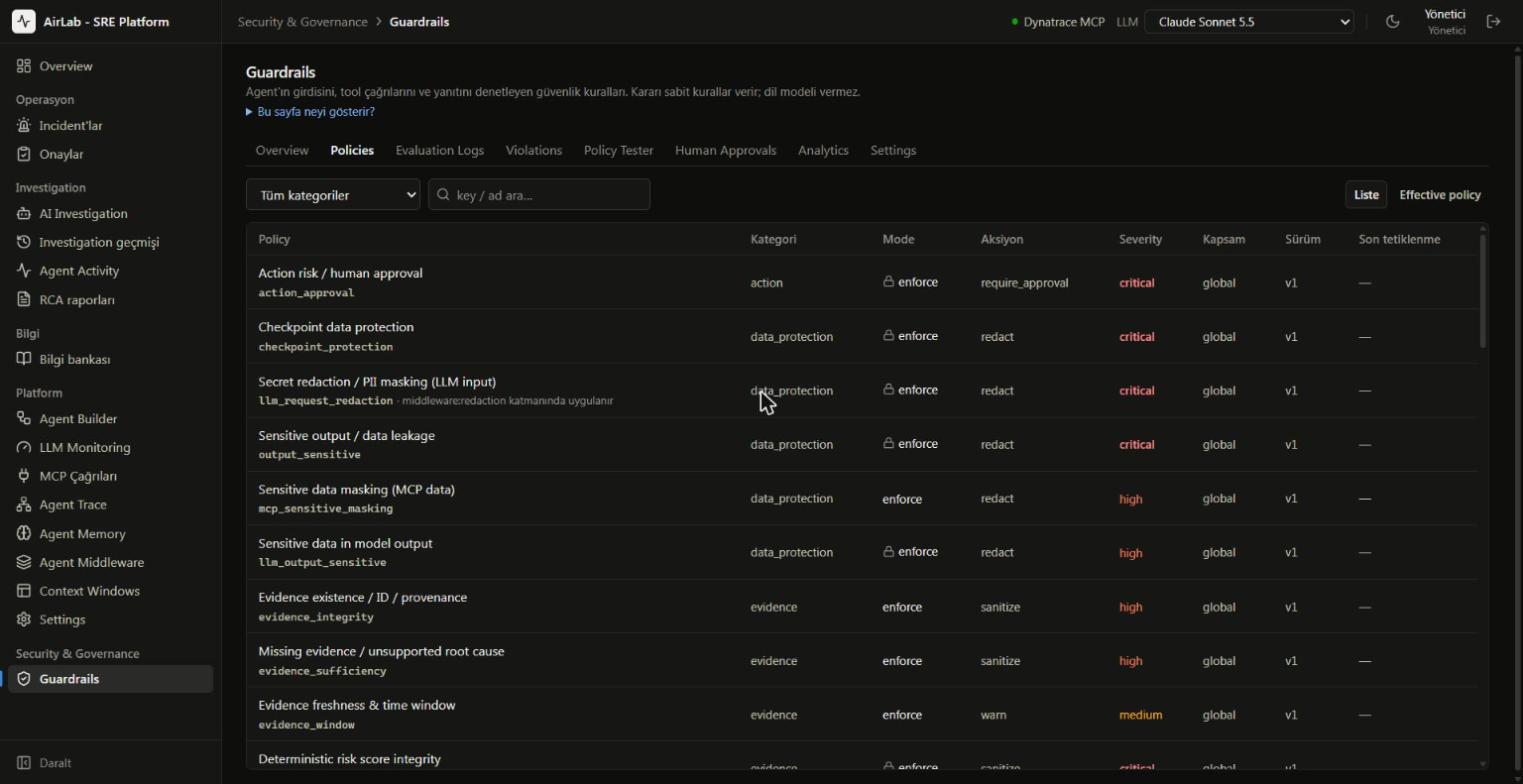 AirLab - SRE Platform
Security & Governance > Guardrails
Dynatrace MCP LLM Claude Sonnet 5.5
Yönetici
Yönetici
Overview
Operasyon
Incident'lar
Onaylar
Investigation
AI Investigation
Investigation geçmişi
Agent Activity
RCA raporları
Bilgi
Bilgi bankası
Platform
Agent Builder
LLM Monitoring
MCP Çağrıları
Agent Trace
Agent Memory
Agent Middleware
Context Windows
Settings
Security & Governance
Guardrails
Daralt
Guardrails
Agent'ın girdisini, tool çağrılarını ve yanıtını denetleyen güvenlik kuralları. Kararı sabit kurallar verir; dil modeli vermez.
Bu sayfa neyi gösterir?
Overview Policies Evaluation Logs Violations Policy Tester Human Approvals Analytics Settings
Tüm kategoriler key / ad ara... Liste Effective policy
Policy Kategori Mode Aksiyon Severity Kapsam Sürüm Son tetiklenme
Action risk / human approval
action_approval
action enforce require_approval critical global v1 —
Checkpoint data protection
checkpoint_protection
data_protection enforce redact critical global v1 —
Secret redaction / PII masking (LLM input)
llm_request_redaction · middleware:redaction katmanında uygulanır
data_protection enforce redact critical global v1 —
Sensitive output / data leakage
output_sensitive
data_protection enforce redact critical global v1 —
Sensitive data masking (MCP data)
mcp_sensitive_masking
data_protection enforce redact high global v1 —
Sensitive data in model output
llm_output_sensitive
data_protection enforce redact high global v1 —
Evidence existence / ID / provenance
evidence_integrity
evidence enforce sanitize high global v1 —
Missing evidence / unsupported root cause
evidence_sufficiency
evidence enforce sanitize high global v1 —
Evidence freshness & time window
evidence_window
evidence enforce warn medium global v1 —
Deterministic risk score integrity
evidence enforce sanitize critical global v1